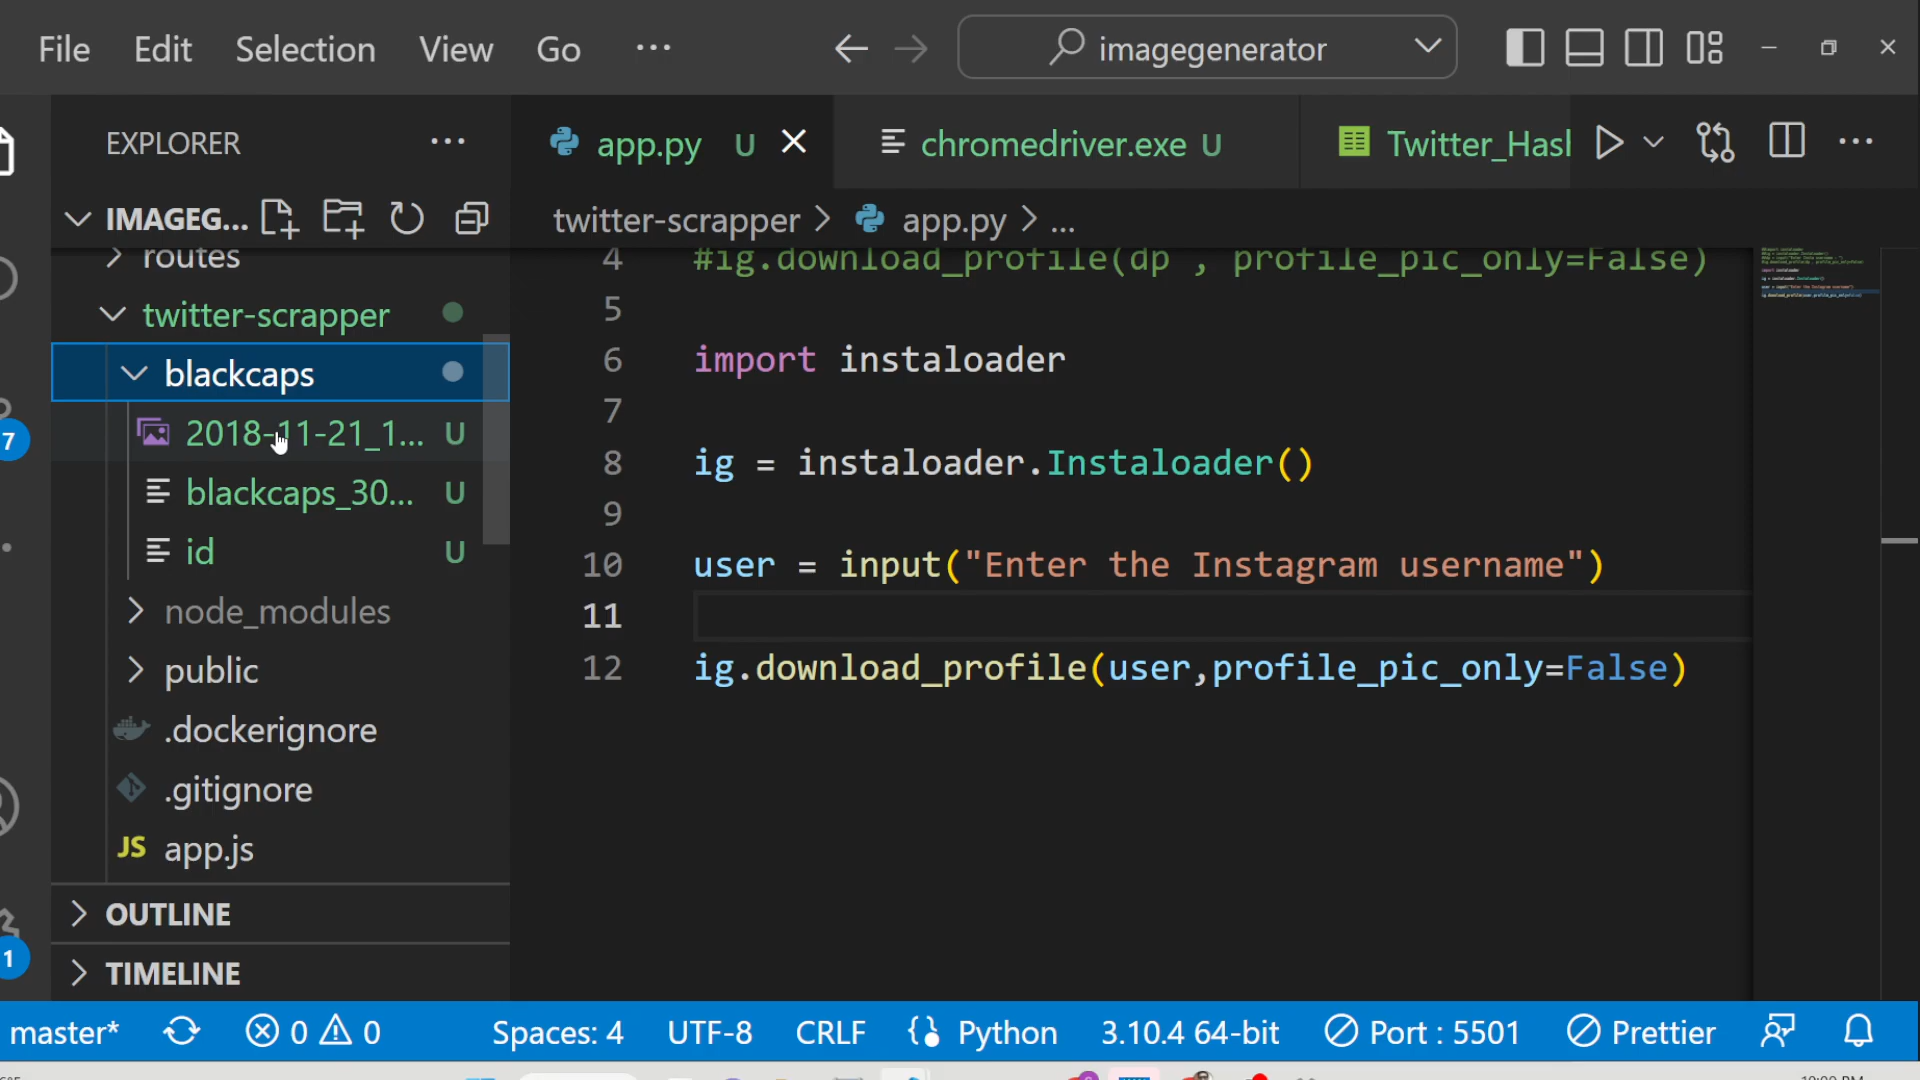 File Edit Selection View Go ... imagegenerator
EXPLORER ...
IMAGEG...
routes
twitter-scrapper
blackcaps
2018-11-21_1... U
blackcaps_30... U
id U
node_modules
public
.dockerignore
.gitignore
JS app.js
OUTLINE
TIMELINE
7
1
app.py U
chromedriver.exe U
Twitter_Hasl
twitter-scrapper > app.py > ...
4 #ig.download_profile(dp , profile_pic_only=False)
5
6 import instaloader
7
8 ig = instaloader.Instaloader()
9
10 user = input("Enter the Instagram username")
11
12 ig.download_profile(user,profile_pic_only=False)
master* 0 0 Spaces: 4 UTF-8 CRLF Python 3.10.4 64-bit Port : 5501 Prettier